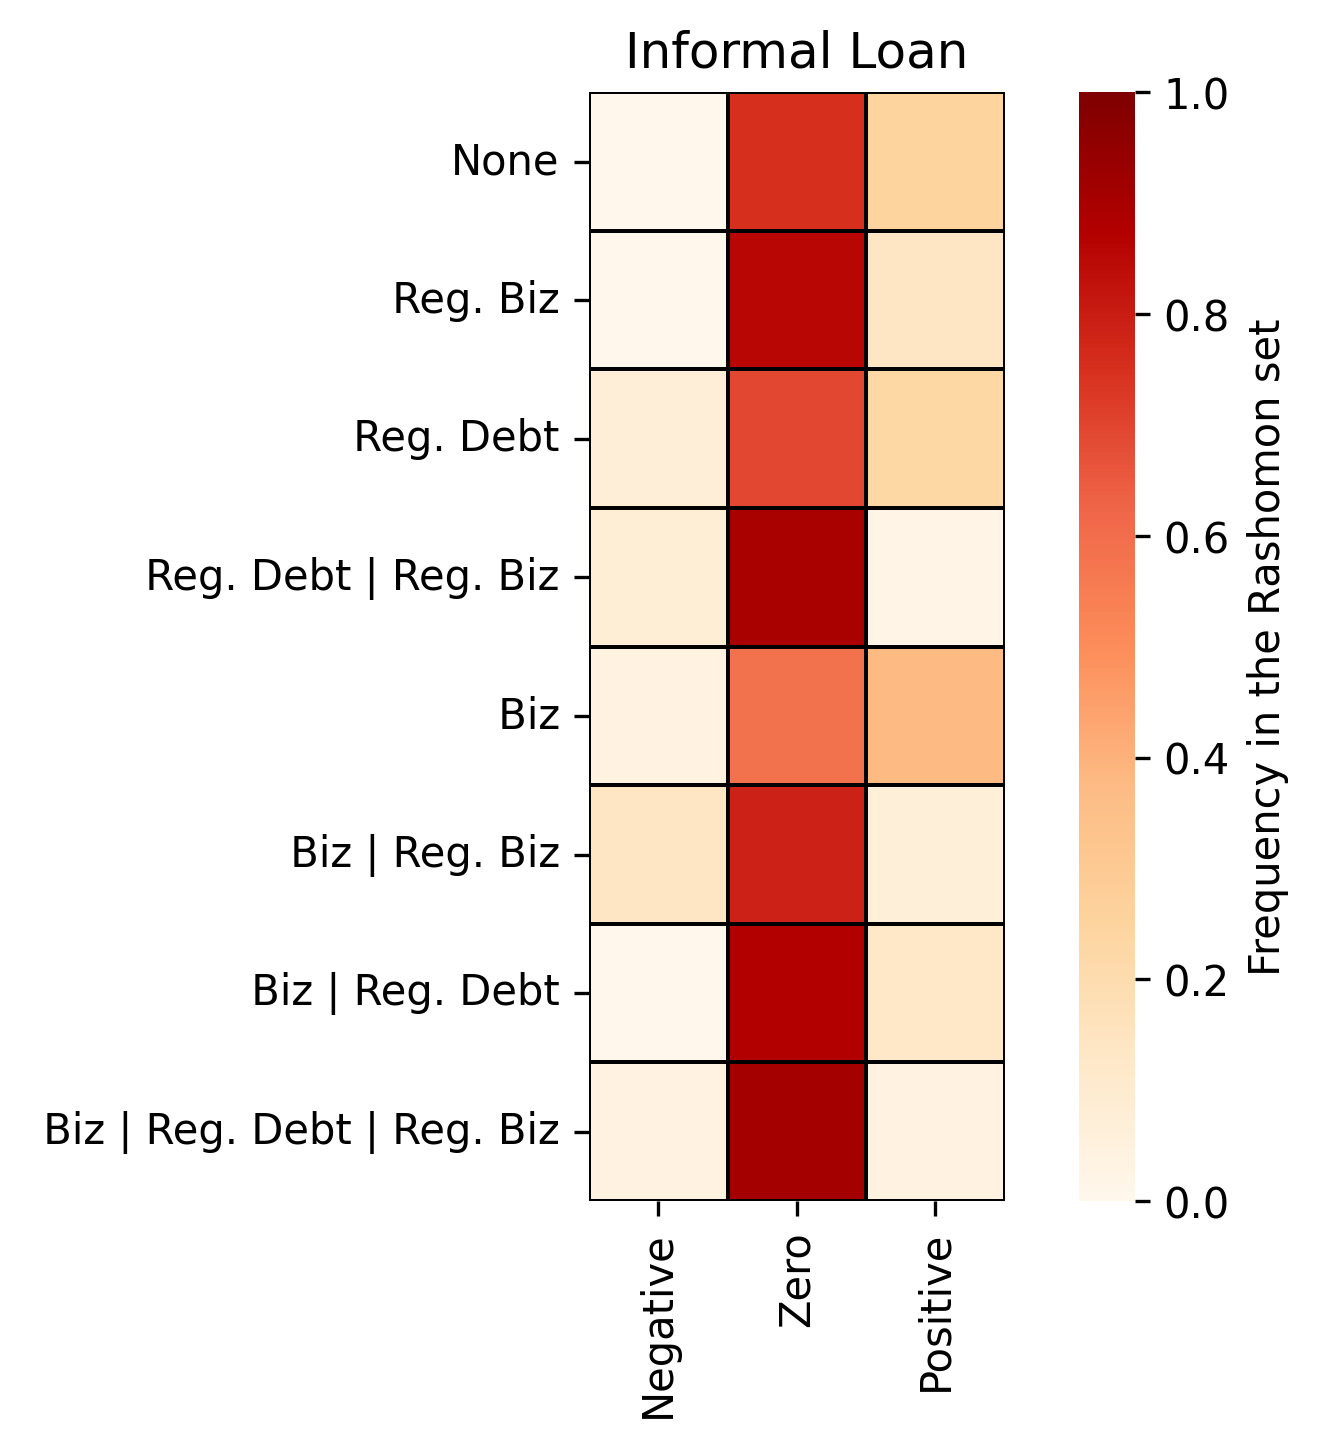 Informal Loan
None
Reg. Biz
Reg. Debt
Reg. Debt | Reg. Biz
Biz
Biz | Reg. Biz
Biz | Reg. Debt
Biz | Reg. Debt | Reg. Biz
Negative
Zero
Positive
1.0
0.8
0.6
0.4
0.2
0.0
Frequency in the Rashomon set